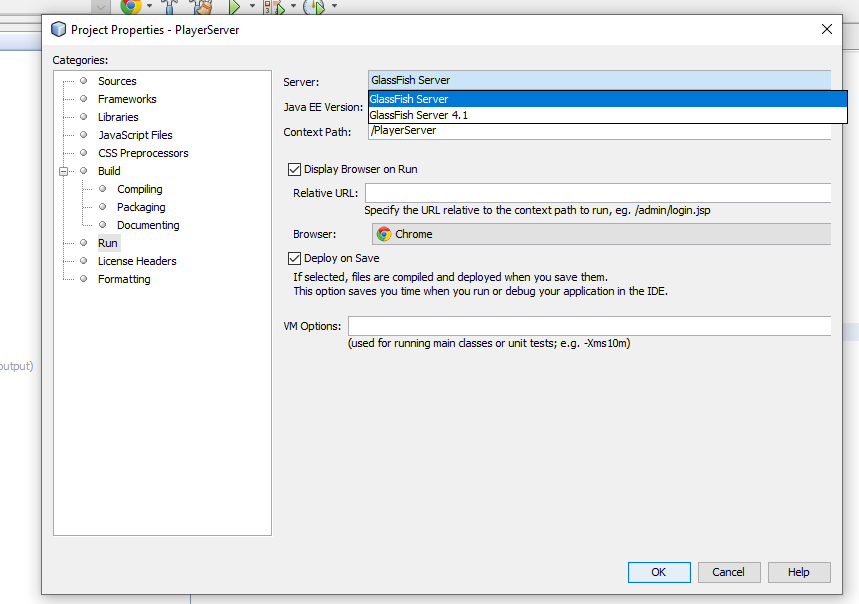 Project Properties - PlayerServer
Categories:
Sources
Frameworks
Libraries
JavaScript Files
CSS Preprocessors
Build
Compiling
Packaging
Documenting
Run
License Headers
Formatting
Server: GlassFish Server
GlassFish Server
GlassFish Server 4.1
Java EE Version:
Context Path: /PlayerServer
Display Browser on Run
Relative URL:
Specify the URL relative to the context path to run, eg. /admin/login.jsp
Browser: Chrome
Deploy on Save
If selected, files are compiled and deployed when you save them.
This option saves you time when you run or debug your application in the IDE.
VM Options:
(used for running main classes or unit tests; e.g. -Xms10m)
output)
OK Cancel Help